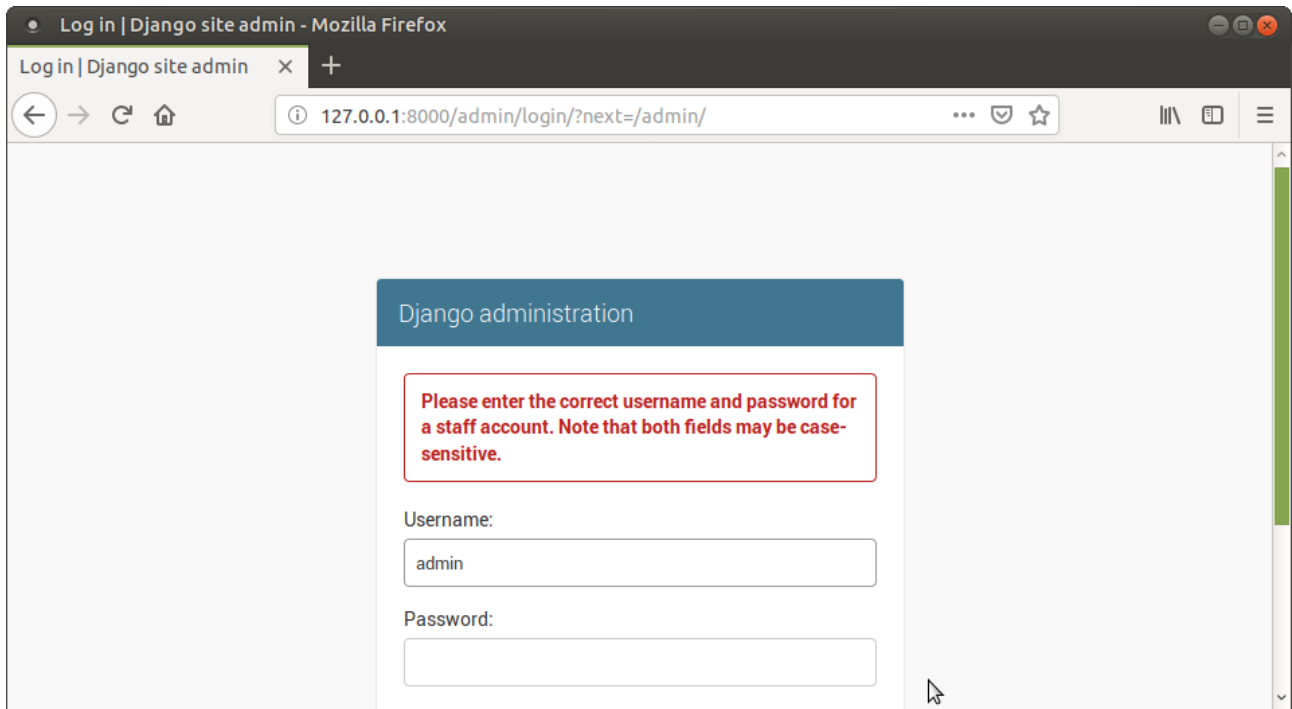 Log in | Django site admin - Mozilla Firefox
Log in | Django site admin
127.0.0.1:8000/admin/login/?next=/admin/
Django administration
Please enter the correct username and password for
a staff account. Note that both fields may be case-
sensitive.
Username:
admin
Password: